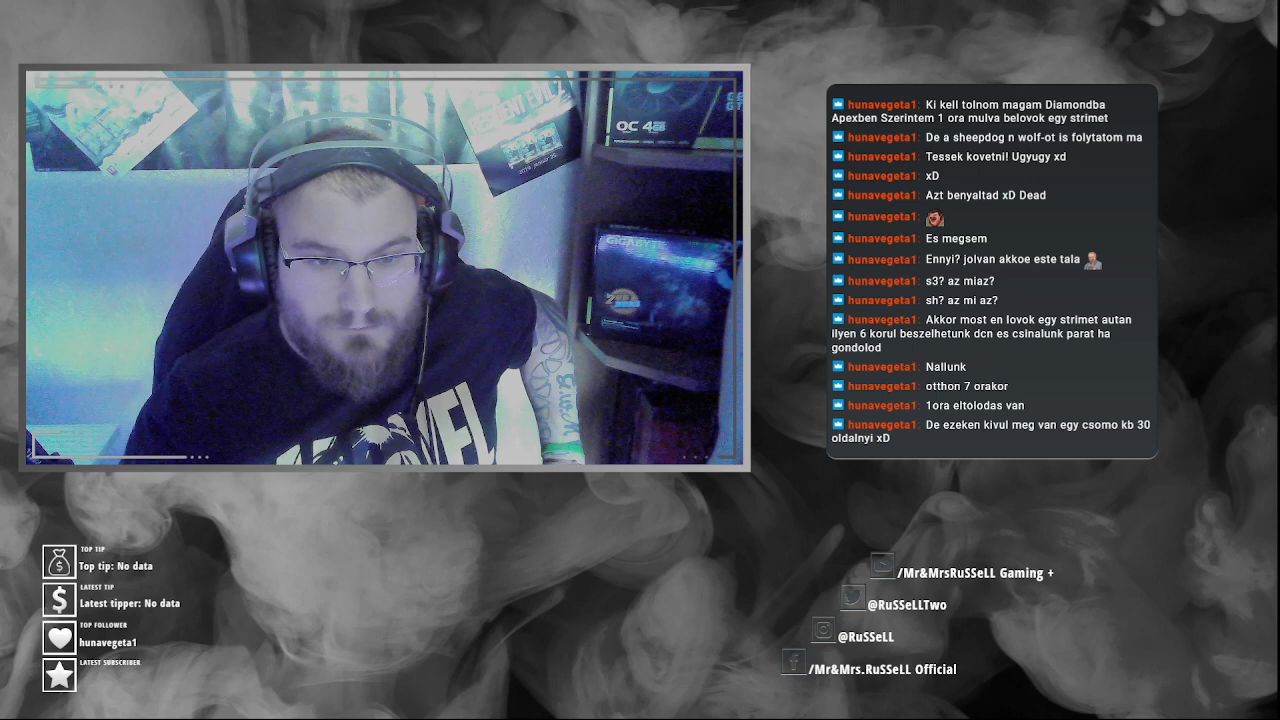 RESIDENT EVIL 2
OC 4GB
GIGABYTE
hunavegeta1: Ki kell tolnom magam Diamondba
Apexben Szerintem 1 ora mulva belovok egy strimet
hunavegeta1: De a sheepdog n wolf-ot is folytatom ma
hunavegeta1: Tessek kovetni! Ugyugy xd
hunavegeta1: xD
hunavegeta1: Azt benyaltad xD Dead
hunavegeta1:
hunavegeta1: Es megsem
hunavegeta1: Ennyi? jolvan akkoe este tala
hunavegeta1: s3? az miaz?
hunavegeta1: sh? az mi az?
hunavegeta1: Akkor most en lovok egy strimet autan
ilyen 6 korul beszelhetunk dcn es csinalunk parat ha
gondolod
hunavegeta1: Nallunk
hunavegeta1: otthon 7 orakor
hunavegeta1: 1ora eltolodas van
hunavegeta1: De ezeken kivul meg van egy csomo kb 30
oldalnyi xD
TOP TIP
Top tip: No data
LATEST TIP
Latest tipper: No data
TOP FOLLOWER
hunavegeta1
LATEST SUBSCRIBER
/Mr&MrsRuSSeLL Gaming +
@RuSSeLLTwo
@RuSSeLL
/Mr&Mrs.RuSSeLL Official